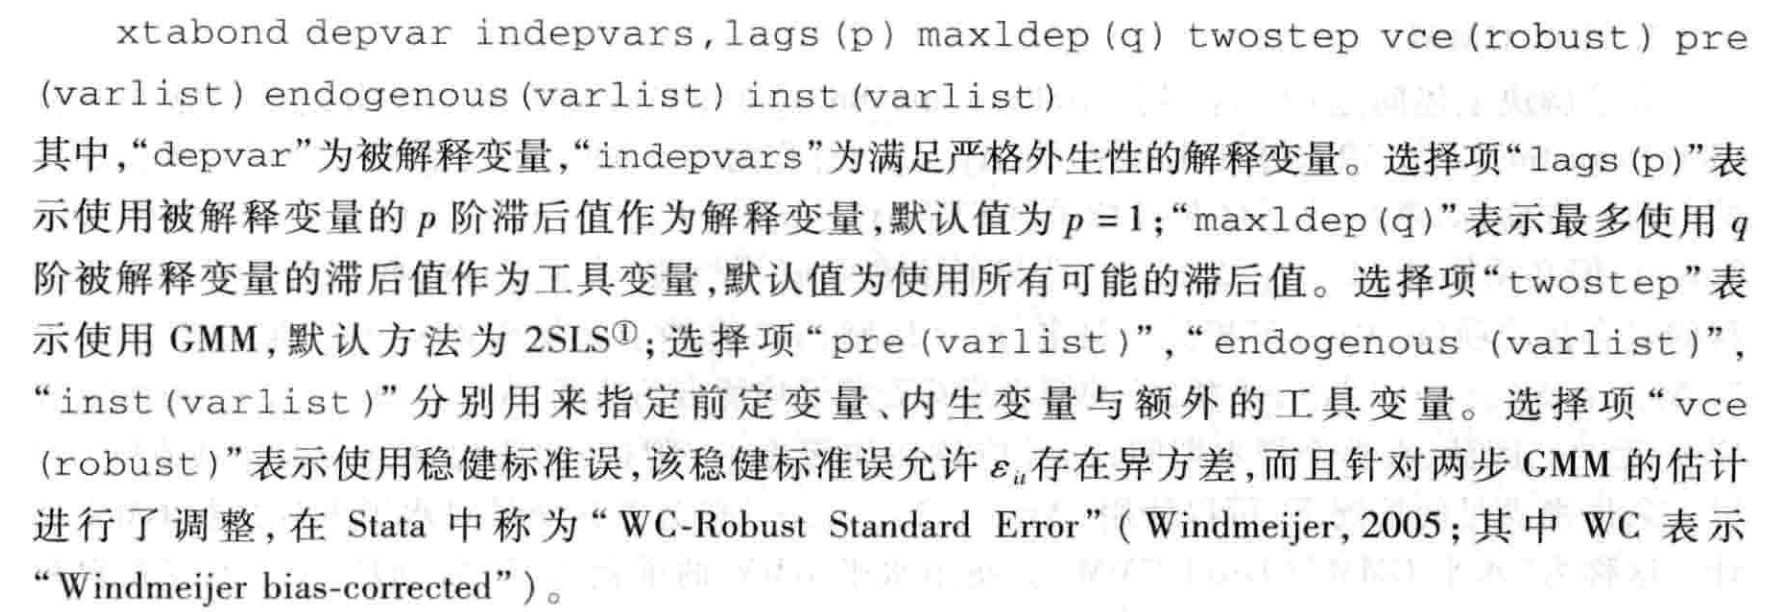 xtabond depvar indepvars,lags(p) maxldep(q) twostep vce(robust) pre
(varlist) endogenous(varlist) inst(varlist)
其中,“depvar”为被解释变量,“indepvars”为满足严格外生性的解释变量。选择项“lags(p)”表
示使用被解释变量的 p 阶滞后值作为解释变量,默认值为 p = 1;“maxldep(q)”表示最多使用 q
阶被解释变量的滞后值作为工具变量,默认值为使用所有可能的滞后值。选择项“twostep”表
示使用 GMM,默认方法为 2SLS①;选择项“pre(varlist)”,“endogenous (varlist)”,
“inst(varlist)”分别用来指定前定变量、内生变量与额外的工具变量。选择项“vce
(robust)”表示使用稳健标准误,该稳健标准误允许 εit 存在异方差,而且针对两步 GMM 的估计
进行了调整,在 Stata 中称为“WC-Robust Standard Error”(Windmeijer, 2005;其中 WC 表示
“Windmeijer bias-corrected”)。